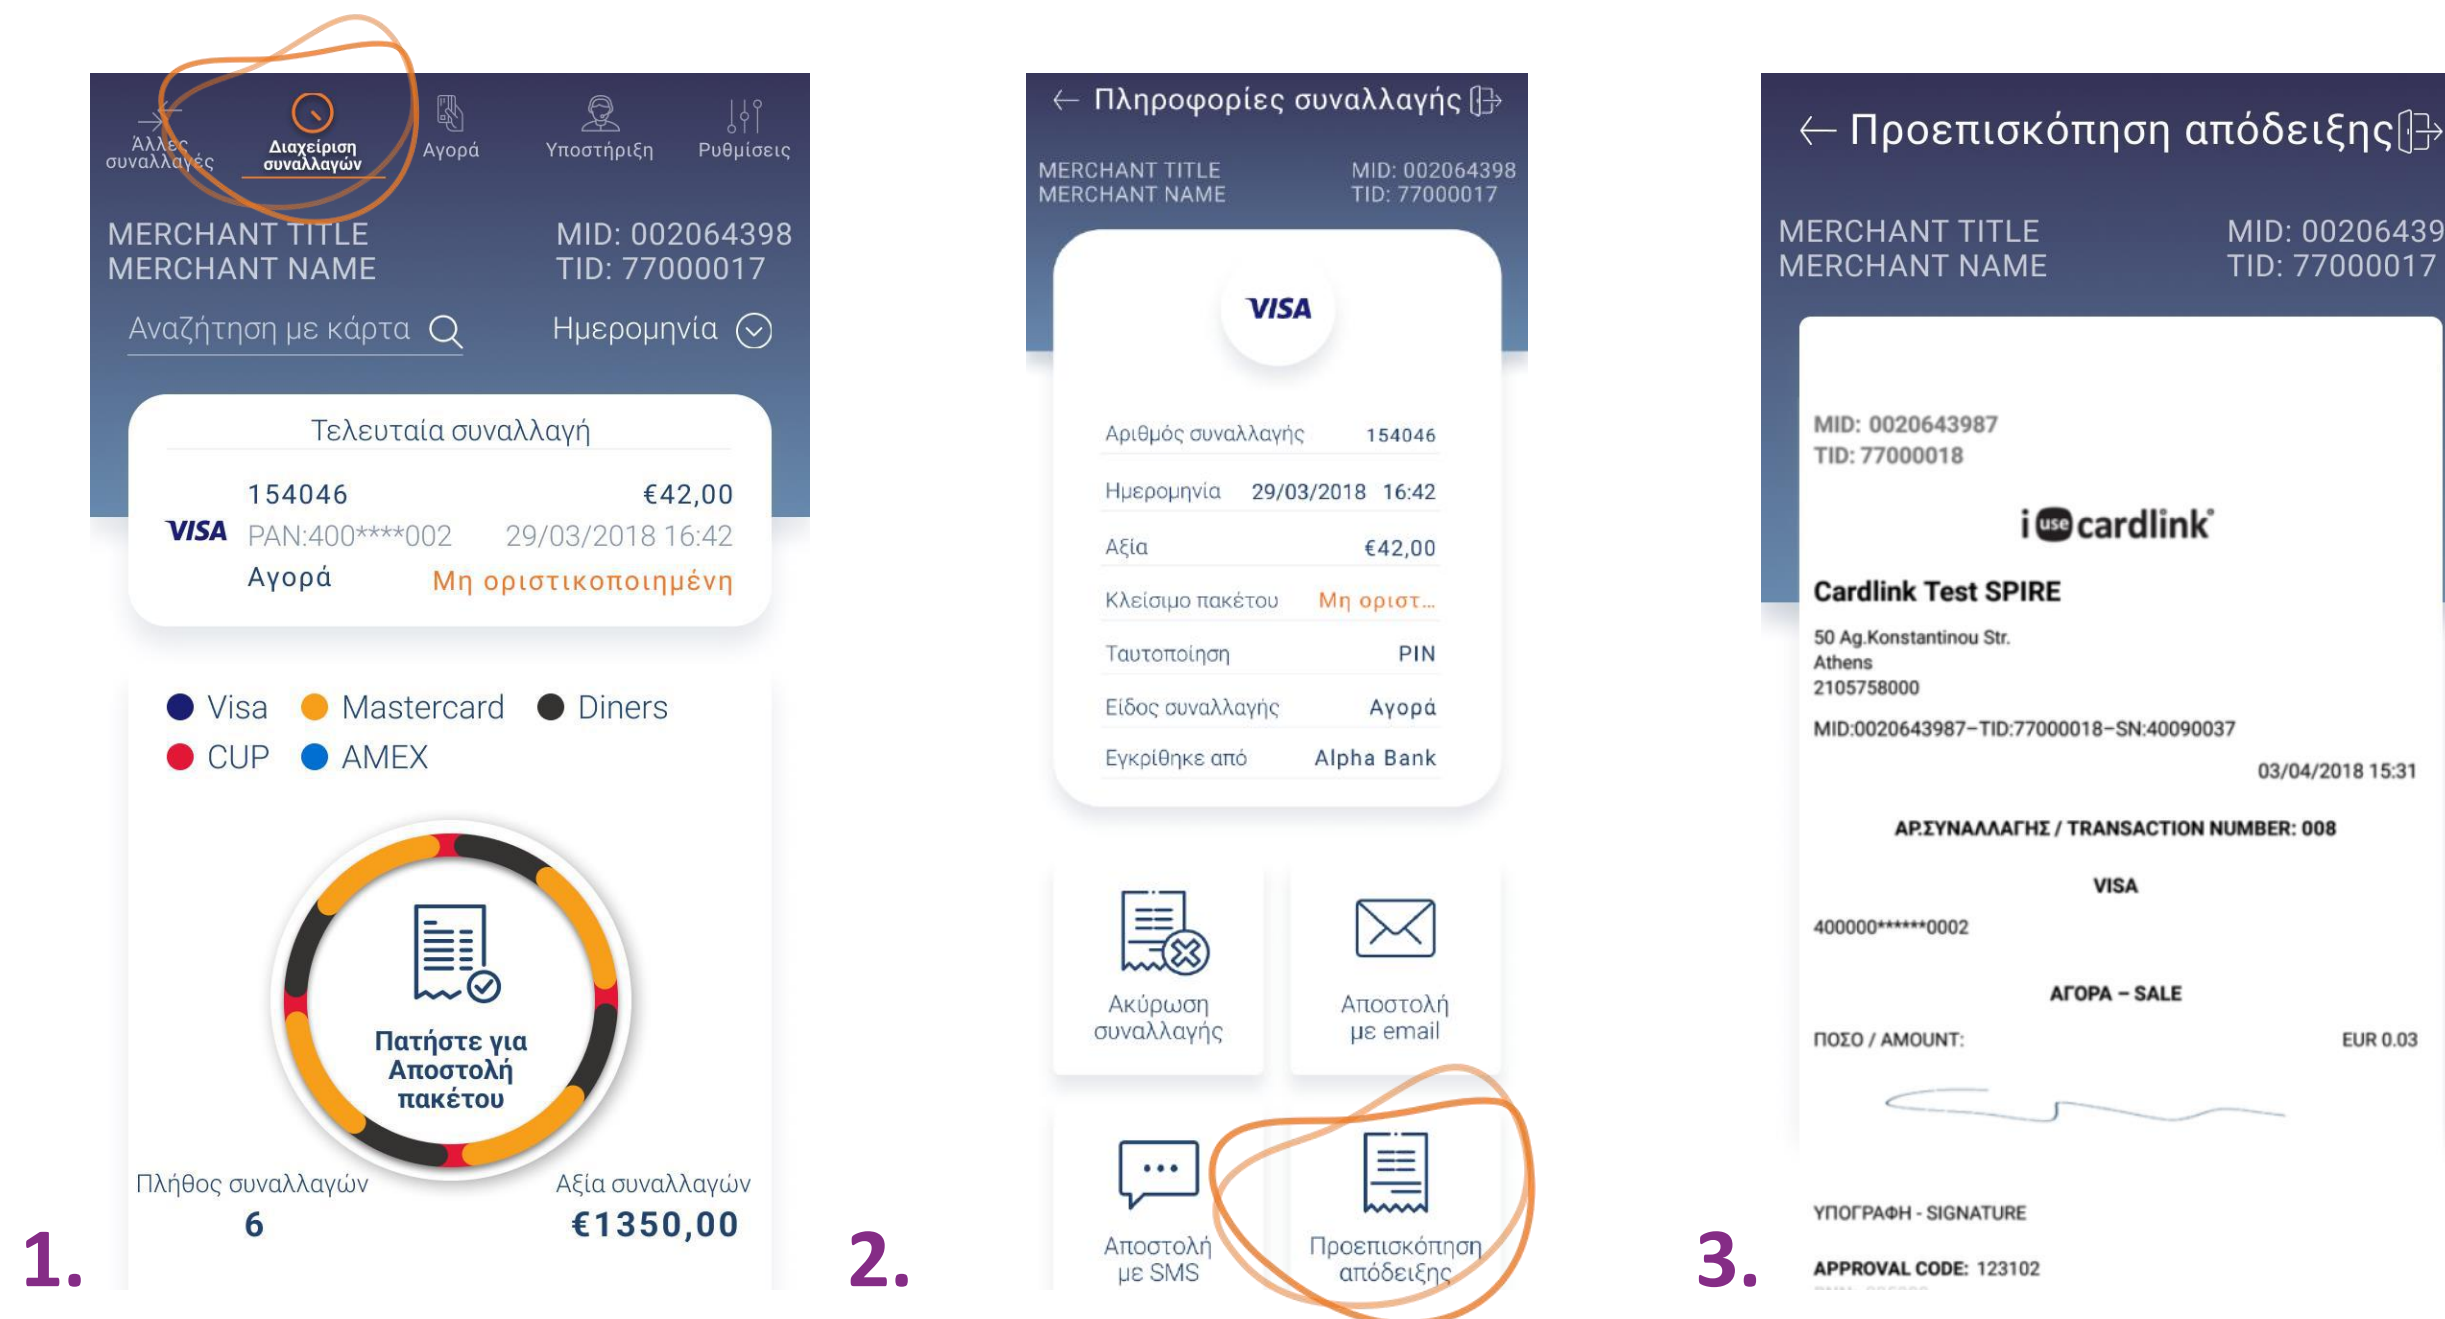 Άλλες
συναλλαγές
Διαχείριση
συναλλαγών
Αγορά
Υποστήριξη
Ρυθμίσεις
MERCHANT TITLE
MID: 002064398
MERCHANT NAME
TID: 77000017
Αναζήτηση με κάρτα
Ημερομηνία
Τελευταία συναλλαγή
154046
€42,00
VISA
PAN:400****002
29/03/2018 16:42
Αγορά
Μη οριστικοποιημένη
Visa
Mastercard
Diners
CUP
AMEX
Πατήστε για
Αποστολή
πακέτου
Πλήθος συναλλαγών
Αξία συναλλαγών
6
€1350,00
1.
Πληροφορίες συναλλαγής
MERCHANT TITLE
MID: 002064398
MERCHANT NAME
TID: 77000017
VISA
Αριθμός συναλλαγής 154046
Ημερομηνία 29/03/2018 16:42
Αξία €42,00
Κλείσιμο πακέτου Μη οριστ...
Ταυτοποίηση PIN
Είδος συναλλαγής Αγορά
Εγκρίθηκε από Alpha Bank
Ακύρωση
συναλλαγής
Αποστολή
με email
Αποστολή
με SMS
Προεπισκόπηση
απόδειξης
2.
Προεπισκόπηση απόδειξης
MERCHANT TITLE
MID: 00206439
MERCHANT NAME
TID: 77000017
MID: 0020643987
TID: 77000018
i use cardlink
Cardlink Test SPIRE
50 Ag.Konstantinou Str.
Athens
2105758000
MID:0020643987–TID:77000018–SN:40090037
03/04/2018 15:31
ΑΡ.ΣΥΝΑΛΛΑΓΗΣ / TRANSACTION NUMBER: 008
VISA
400000******0002
ΑΓΟΡΑ – SALE
ΠΟΣΟ / AMOUNT: EUR 0.03
ΥΠΟΓΡΑΦΗ - SIGNATURE
APPROVAL CODE: 123102
3.